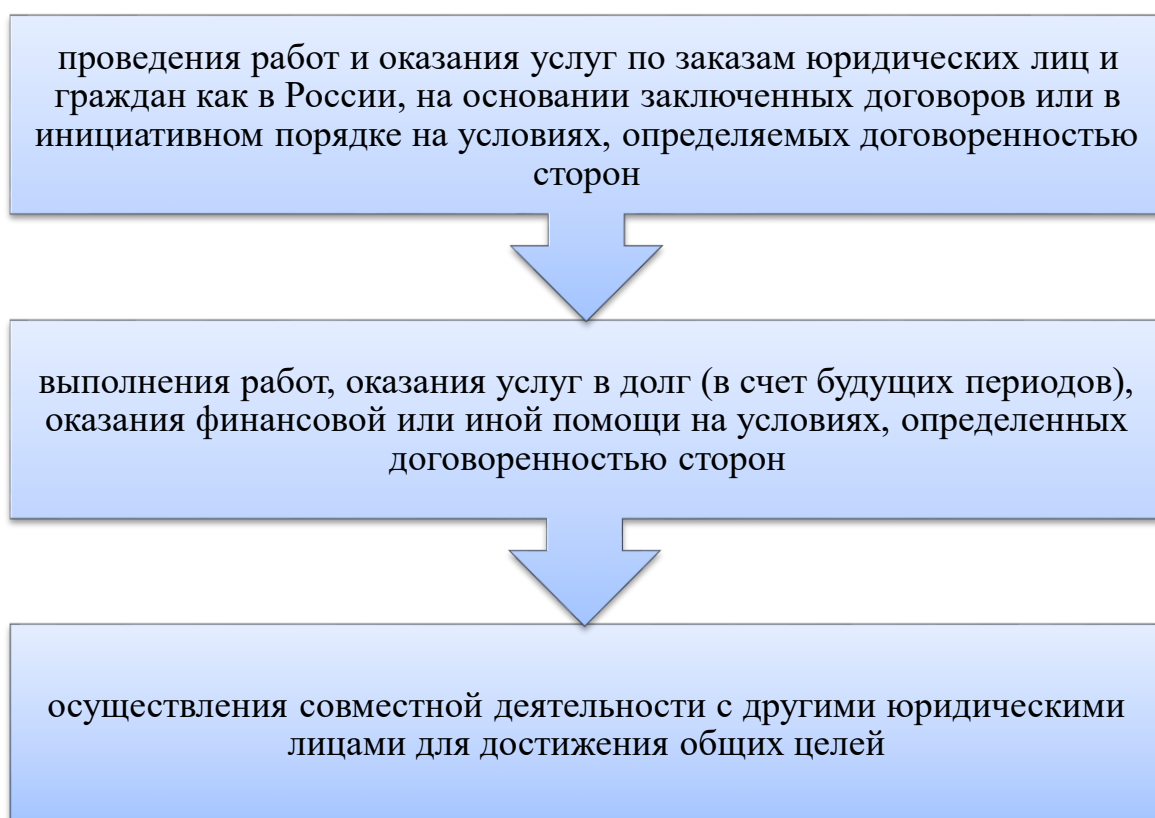 проведения работ и оказания услуг по заказам юридических лиц и
граждан как в России, на основании заключенных договоров или в
инициативном порядке на условиях, определяемых договоренностью
сторон
выполнения работ, оказания услуг в долг (в счет будущих периодов),
оказания финансовой или иной помощи на условиях, определенных
договоренностью сторон
осуществления совместной деятельности с другими юридическими
лицами для достижения общих целей